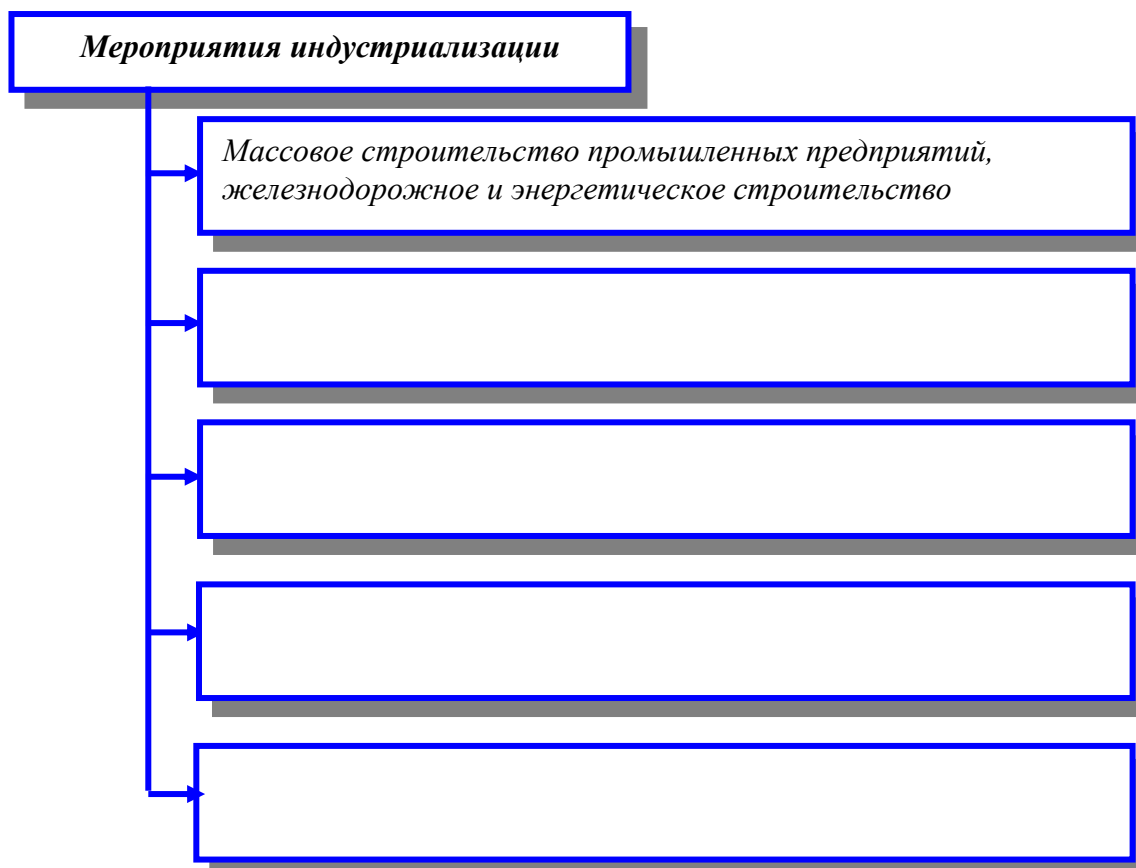 Мероприятия индустриализации
Массовое строительство промышленных предприятий,
железнодорожное и энергетическое строительство